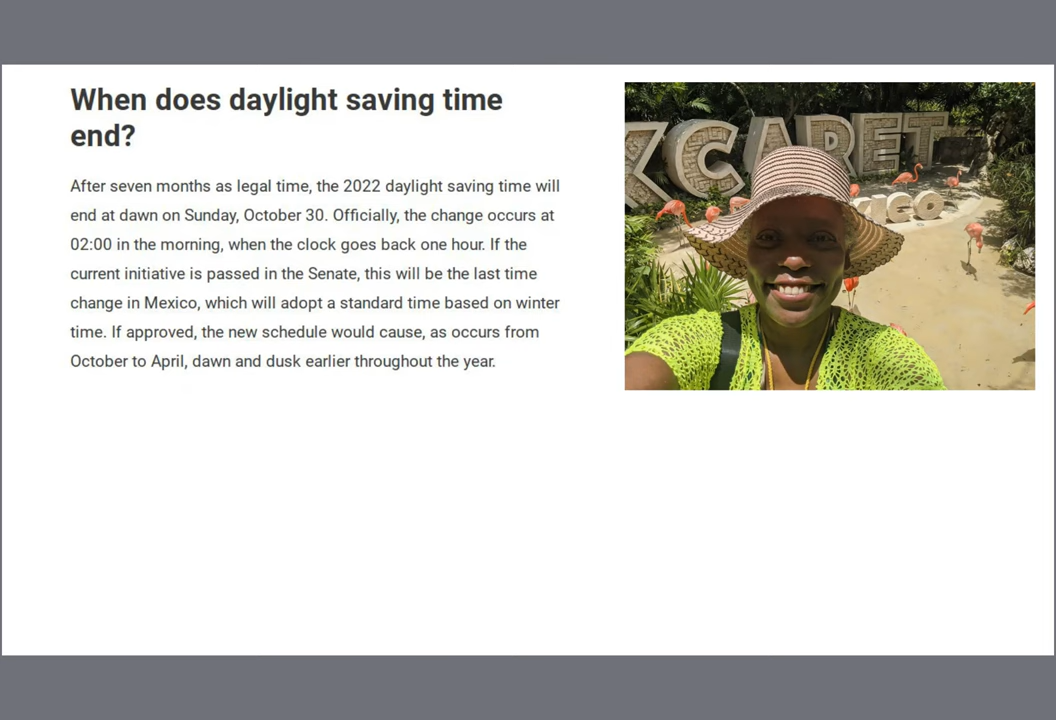 When does daylight saving time
end?
After seven months as legal time, the 2022 daylight saving time will
end at dawn on Sunday, October 30. Officially, the change occurs at
02:00 in the morning, when the clock goes back one hour. If the
current initiative is passed in the Senate, this will be the last time
change in Mexico, which will adopt a standard time based on winter
time. If approved, the new schedule would cause, as occurs from
October to April, dawn and dusk earlier throughout the year.
XCARET